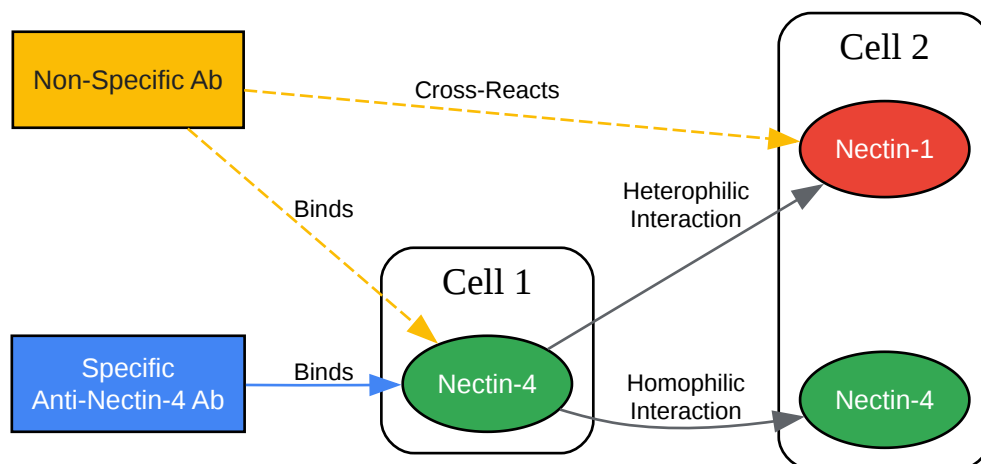 Cell 2
Non-Specific Ab
Cross-Reacts
Nectin-1
Heterophilic
Interaction
Binds
Cell 1
Specific
Anti-Nectin-4 Ab
Binds
Nectin-4
Homophilic
Interaction
Nectin-4